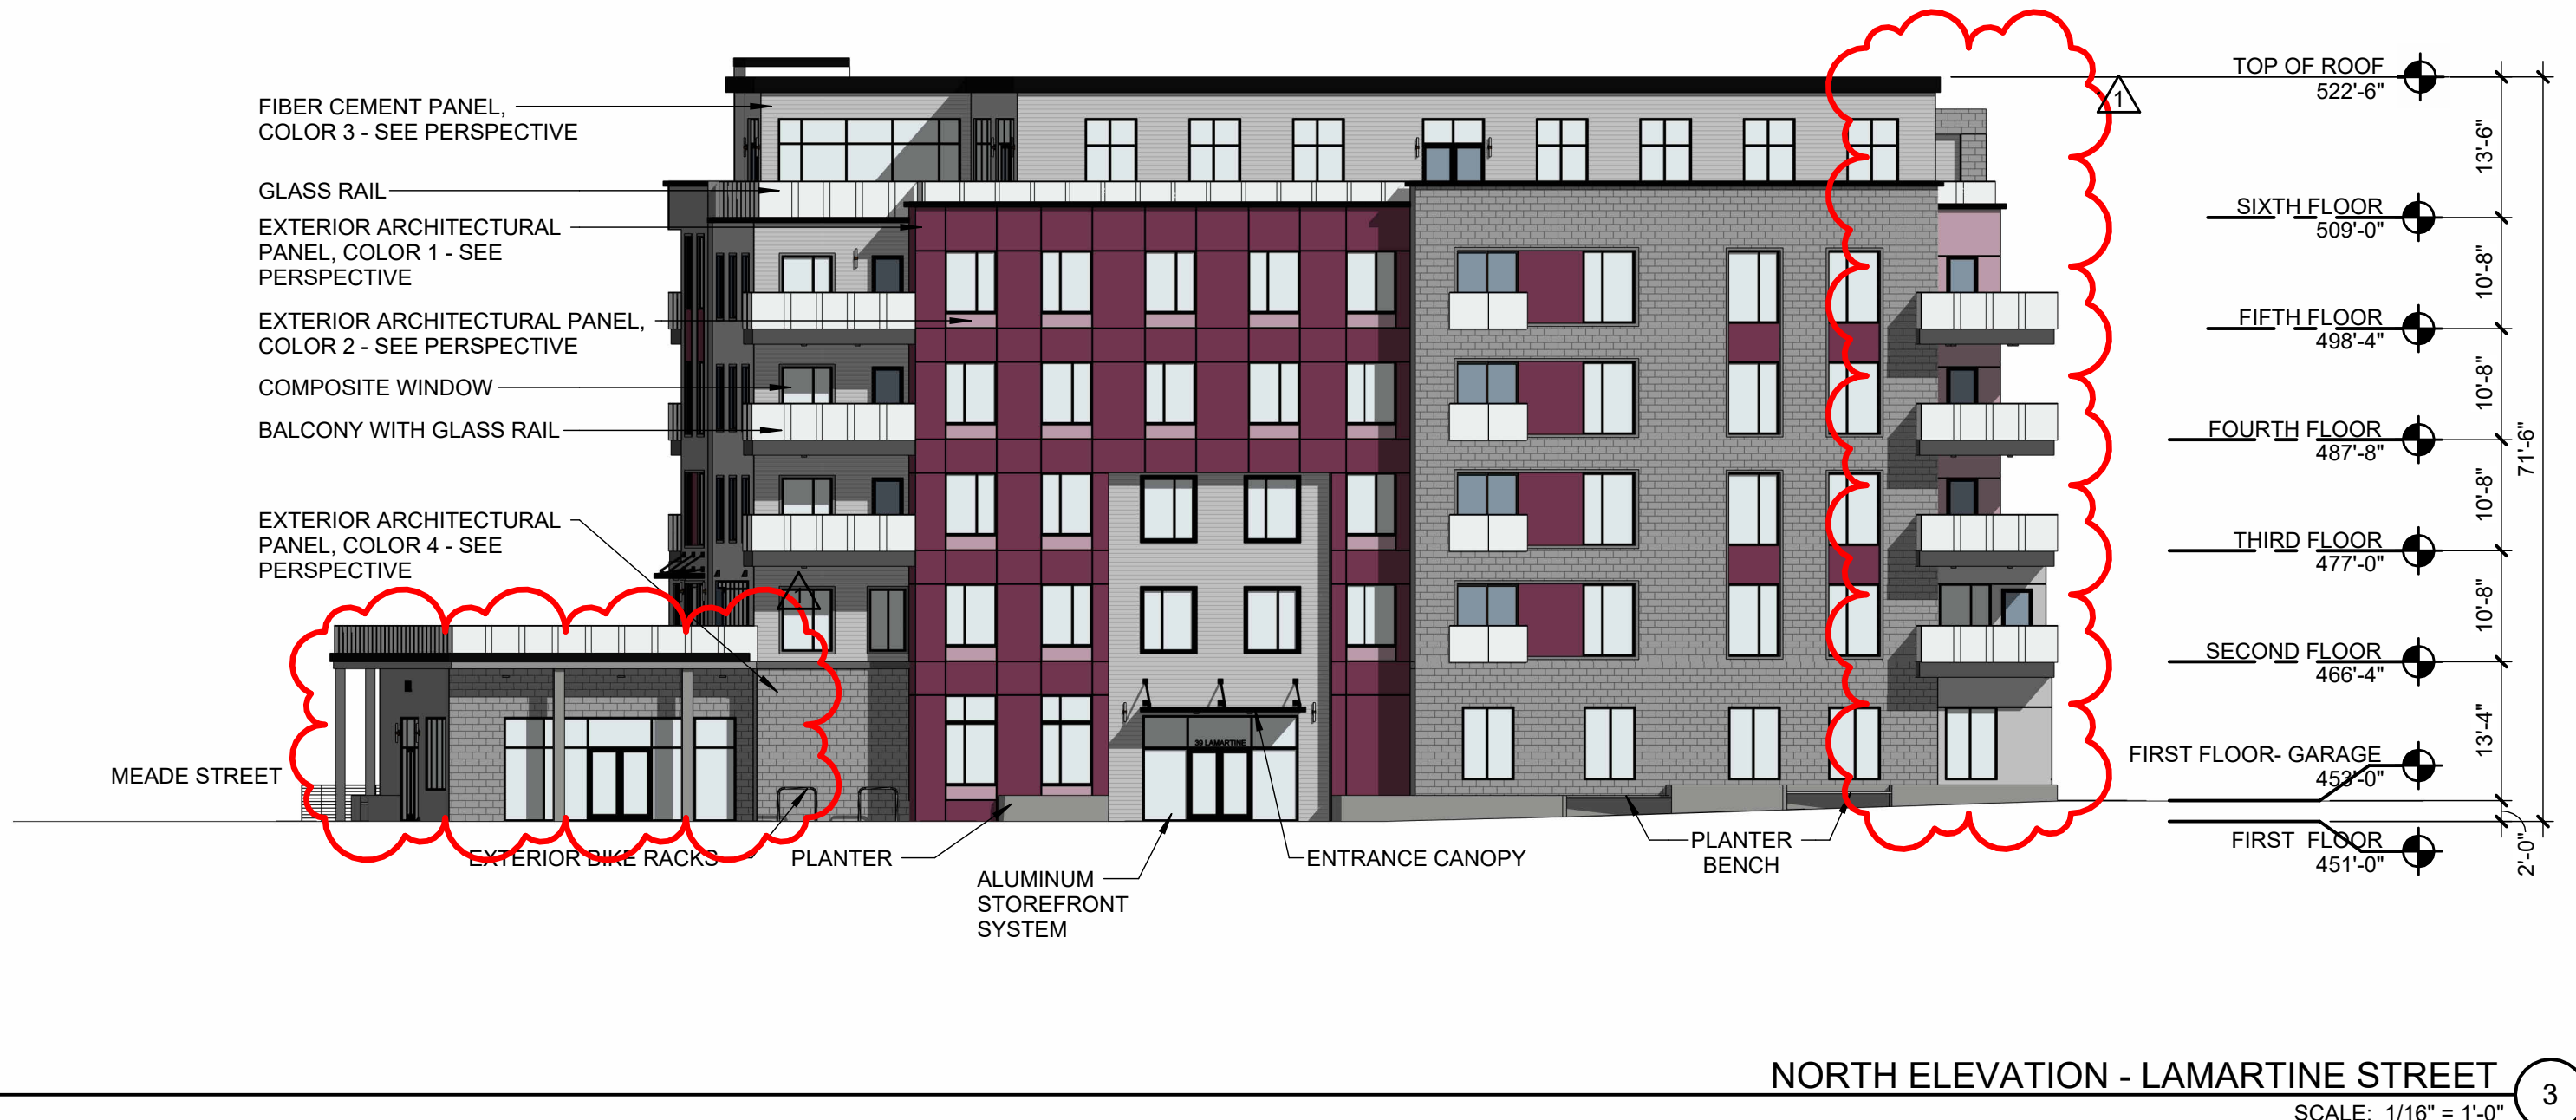 FIBER CEMENT PANEL,
COLOR 3 - SEE PERSPECTIVE
GLASS RAIL
EXTERIOR ARCHITECTURAL
PANEL, COLOR 1 - SEE
PERSPECTIVE
EXTERIOR ARCHITECTURAL PANEL,
COLOR 2 - SEE PERSPECTIVE
COMPOSITE WINDOW
BALCONY WITH GLASS RAIL
EXTERIOR ARCHITECTURAL
PANEL, COLOR 4 - SEE
PERSPECTIVE
1
MEADE STREET
EXTERIOR BIKE RACKS
PLANTER
ALUMINUM
STOREFRONT
SYSTEM
39 LAMARTINE
ENTRANCE CANOPY
PLANTER
BENCH
1
TOP OF ROOF
522'-6"
13'-6"
SIXTH FLOOR
509'-0"
10'-8"
FIFTH FLOOR
498'-4"
10'-8"
FOURTH FLOOR
487'-8"
10'-8"
71'-6"
THIRD FLOOR
477'-0"
10'-8"
SECOND FLOOR
466'-4"
13'-4"
FIRST FLOOR- GARAGE
453'-0"
FIRST FLOOR
451'-0"
2'-0"
NORTH ELEVATION - LAMARTINE STREET
3
SCALE: 1/16" = 1'-0"